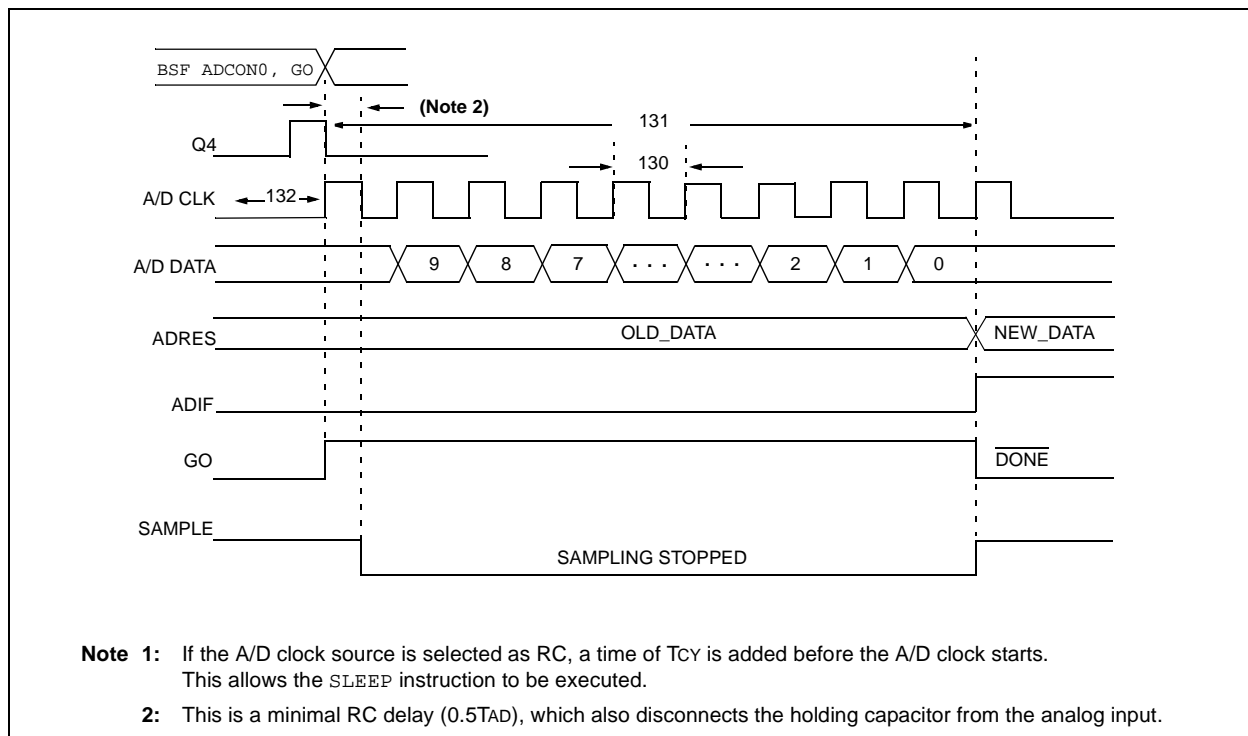 BSF ADCON0, GO
(Note 2)
131
Q4
130
A/D CLK
132
A/D DATA
9 8 7 . . . . . . 2 1 0
ADRES
OLD_DATA
NEW_DATA
ADIF
GO
DONE
SAMPLE
SAMPLING STOPPED
Note 1: If the A/D clock source is selected as RC, a time of TCY is added before the A/D clock starts.
This allows the SLEEP instruction to be executed.
2: This is a minimal RC delay (0.5TAD), which also disconnects the holding capacitor from the analog input.